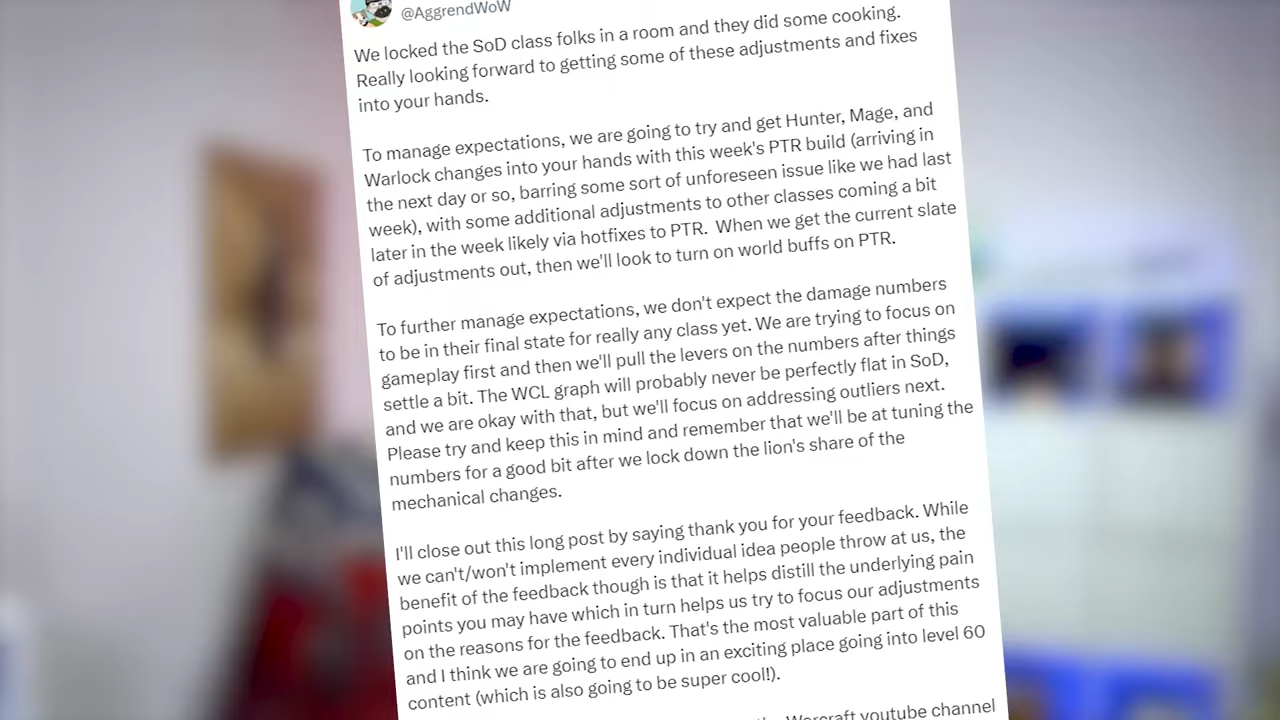 @AggrendWoW
We locked the SoD class folks in a room and they did some cooking.
Really looking forward to getting some of these adjustments and fixes
into your hands.
To manage expectations, we are going to try and get Hunter, Mage, and
Warlock changes into your hands with this week's PTR build (arriving in
the next day or so, barring some sort of unforeseen issue like we had last
week), with some additional adjustments to other classes coming a bit
later in the week likely via hotfixes to PTR. When we get the current slate
of adjustments out, then we'll look to turn on world buffs on PTR.
To further manage expectations, we don't expect the damage numbers
to be in their final state for really any class yet. We are trying to focus on
gameplay first and then we'll pull the levers on the numbers after things
settle a bit. The WCL graph will probably never be perfectly flat in SoD,
and we are okay with that, but we'll focus on addressing outliers next.
Please try and keep this in mind and remember that we'll be at tuning the
numbers for a good bit after we lock down the lion's share of the
mechanical changes.
I'll close out this long post by saying thank you for your feedback. While
we can't/won't implement every individual idea people throw at us, the
benefit of the feedback though is that it helps distill the underlying pain
points you may have which in turn helps us try to focus our adjustments
on the reasons for the feedback. That's the most valuable part of this
and I think we are going to end up in an exciting place going into level 60
content (which is also going to be super cool!).
the Warcraft youtube channel